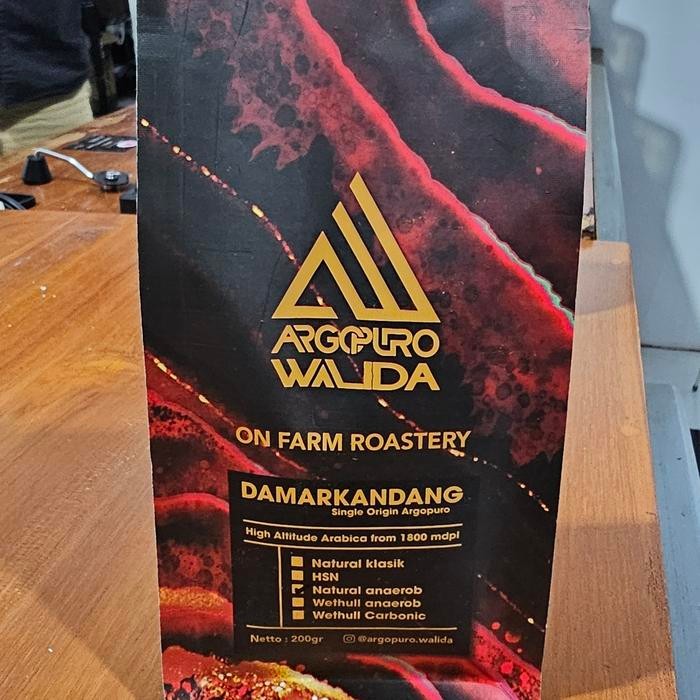 ARGOPURO
WALIDA
ON FARM ROASTERY
DAMARKANDANG
Single Origin Argopuro
High Altitude Arabica from 1800 mdpl
Natural klasik
HSN
Natural anaerob
Wethull anaerob
Wethull Carbonic
Netto : 200gr @argopuro.walida